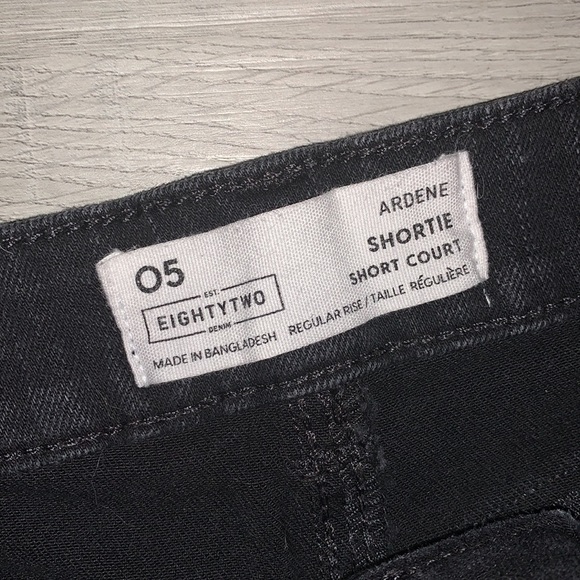 05
EST.
EIGHTYTWO
DENIM
MADE IN BANGLADESH
ARDENE
SHORTIE
SHORT COURT
REGULAR RISE / TAILLE RÉGULIÈRE